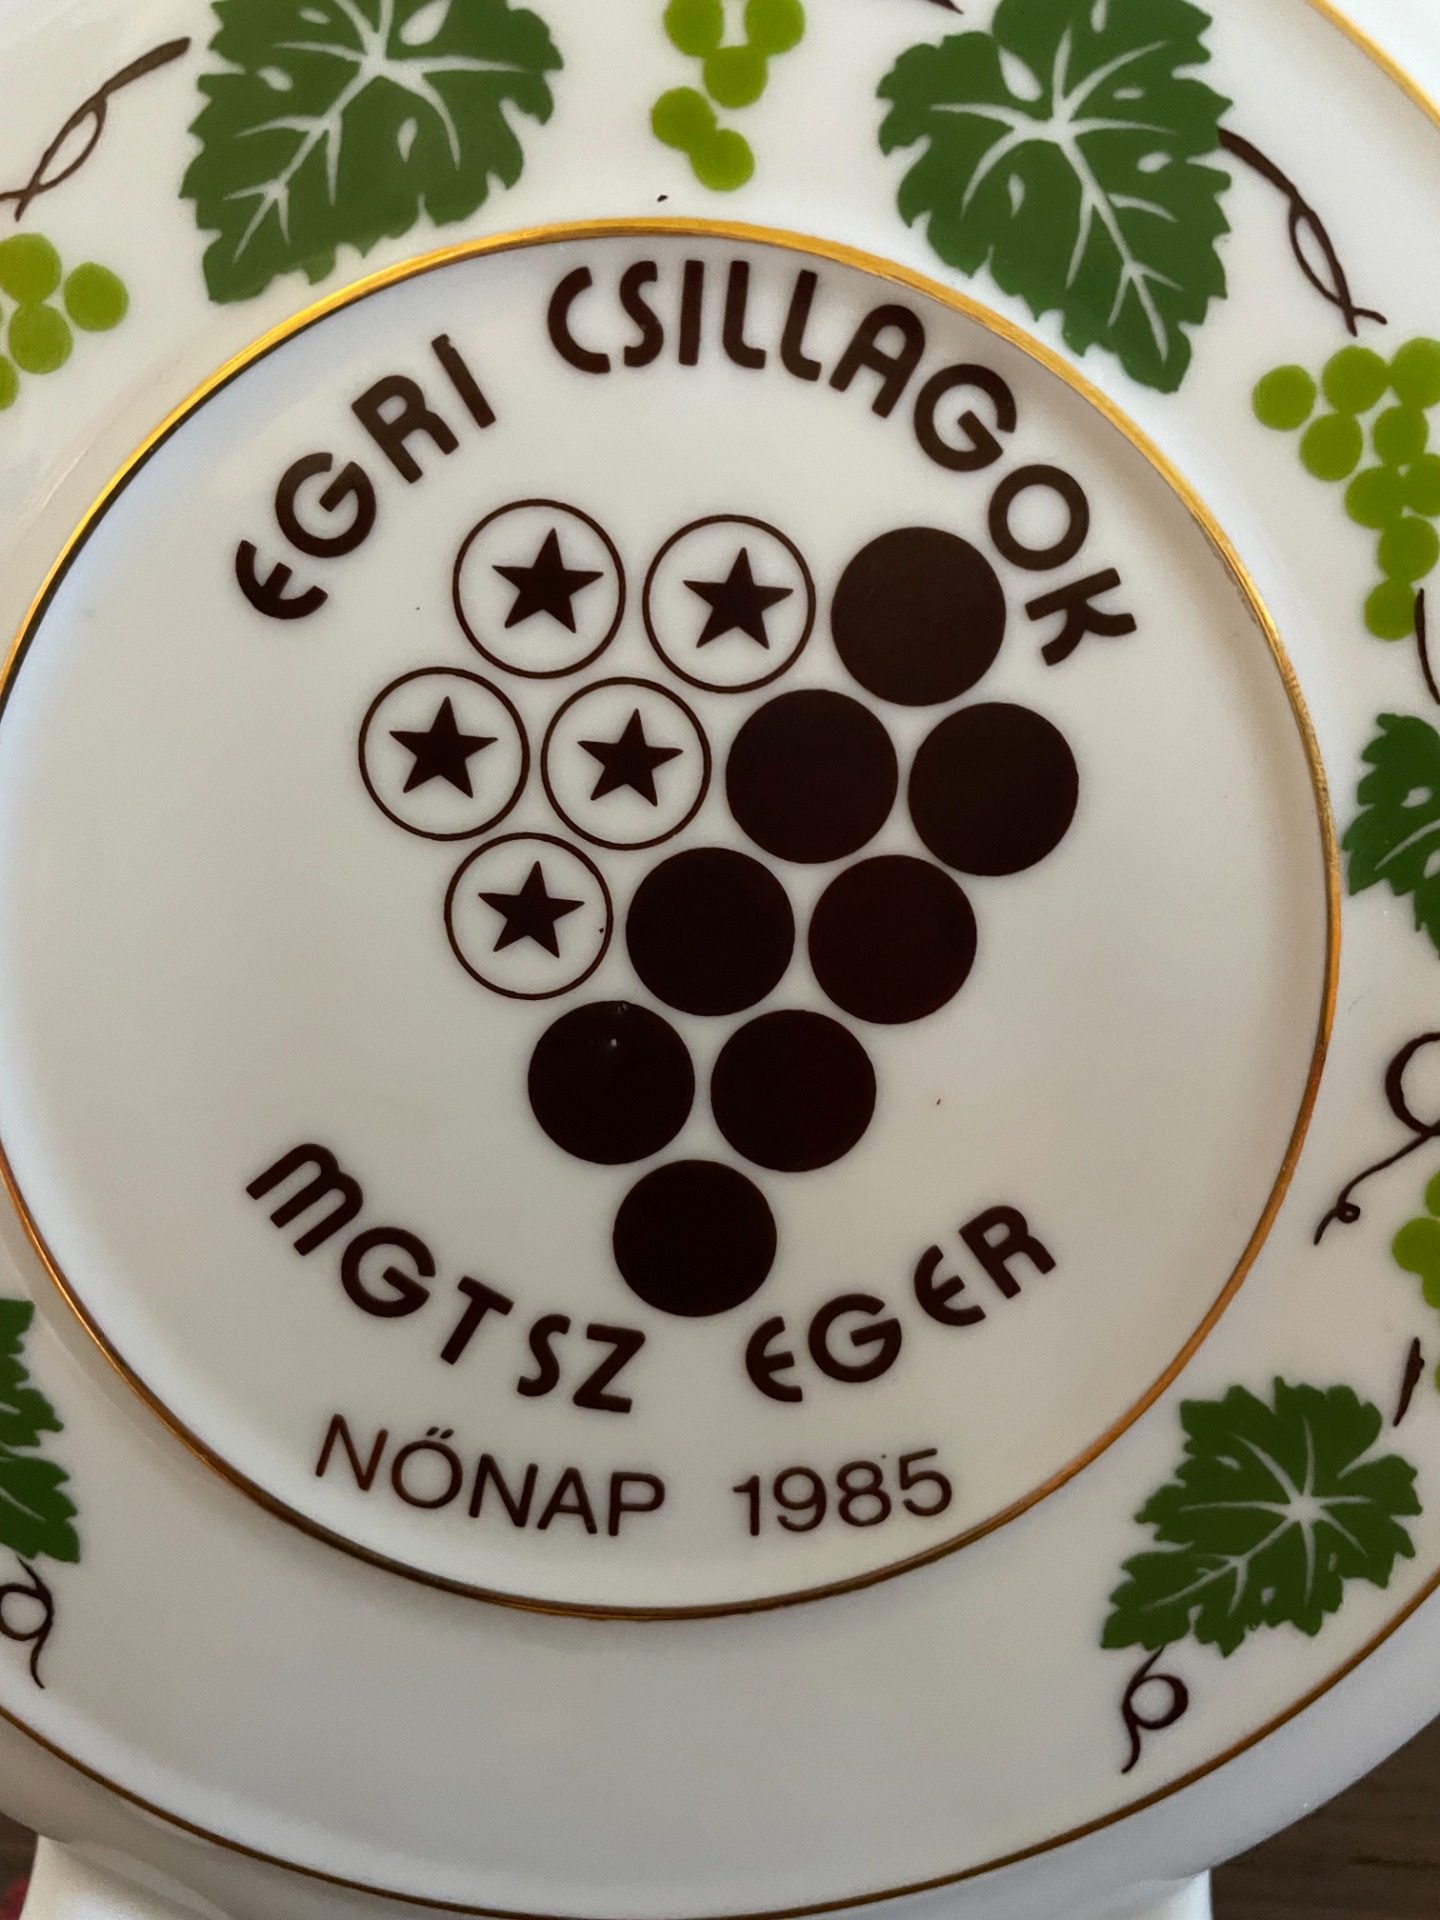 EGRI CSILLAGOK
MGTSZ EGER
NŐNAP 1985